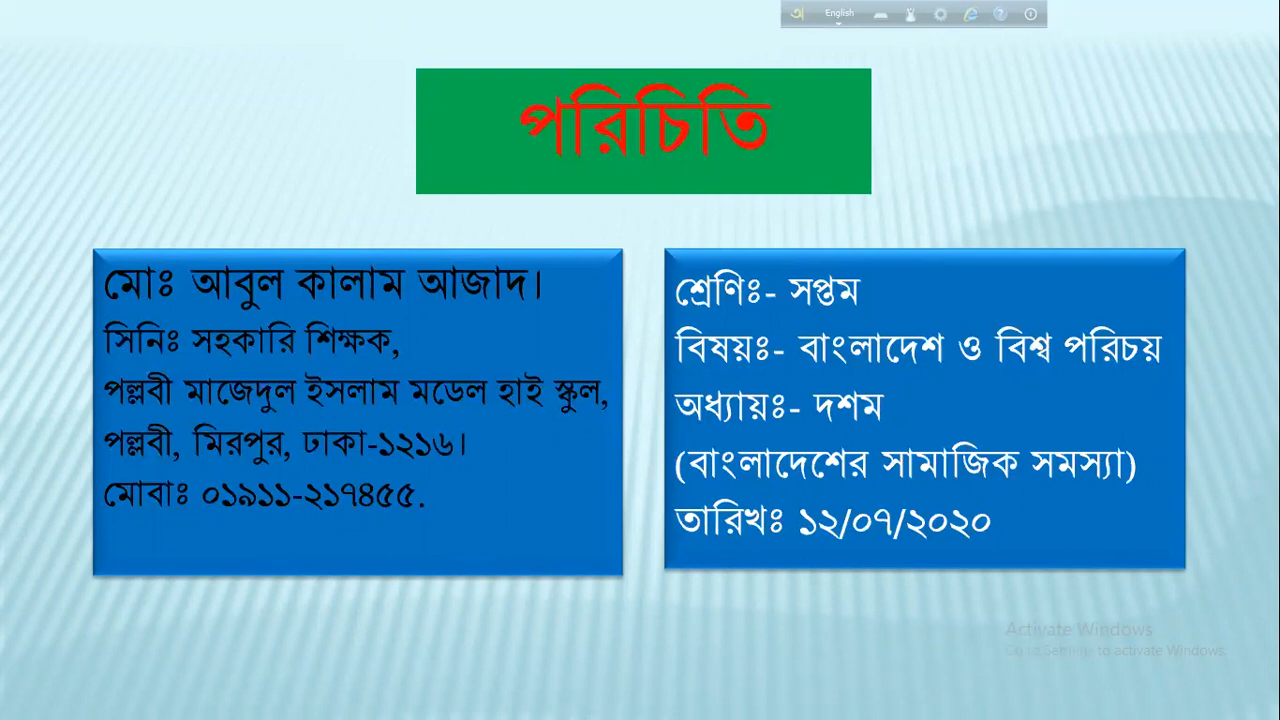 English
পরিচিতি
মোঃ আবুল কালাম আজাদ।
সিনিঃ সহকারি শিক্ষক,
পল্লবী মাজেদুল ইসলাম মডেল হাই স্কুল,
পল্লবী, মিরপুর, ঢাকা-১২১৬।
মোবাঃ ০১৯১১-২১৭৪৫৫.
শ্রেণিঃ- সপ্তম
বিষয়ঃ- বাংলাদেশ ও বিশ্ব পরিচয়
অধ্যায়ঃ- দশম
(বাংলাদেশের সামাজিক সমস্যা)
তারিখঃ ১২/০৭/২০২০
Activate Windows
Go to Settings to activate Windows.